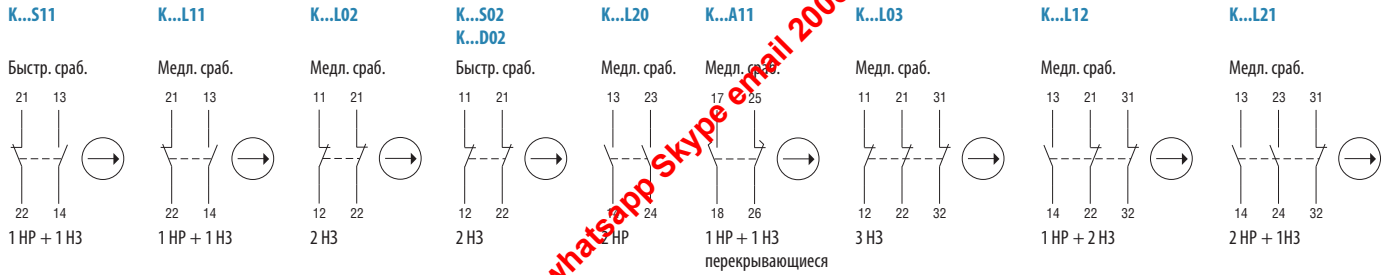 K...S11 K...L11 K...L02 K...S02 K...L20 K...A11 K...L03 K...L12 K...L21
K...D02
Быстр. сраб. Медл. сраб. Медл. сраб. Быстр. сраб. Медл. сраб. Медл. сраб. Медл. сраб. Медл. сраб. Медл. сраб.
21 13 21 13 11 21 11 21 13 23 17 25 11 21 31 13 21 31 13 23 31
22 14 22 14 12 22 12 22 14 24 18 26 12 22 32 14 22 32 14 24 32
1 НР + 1 НЗ 1 НР + 1 НЗ 2 НЗ 2 НЗ 2 НР 1 НР + 1 НЗ 3 НЗ 1 НР + 2 НЗ 2 НР + 1НЗ
перекрывающиеся
whatsapp Skype email